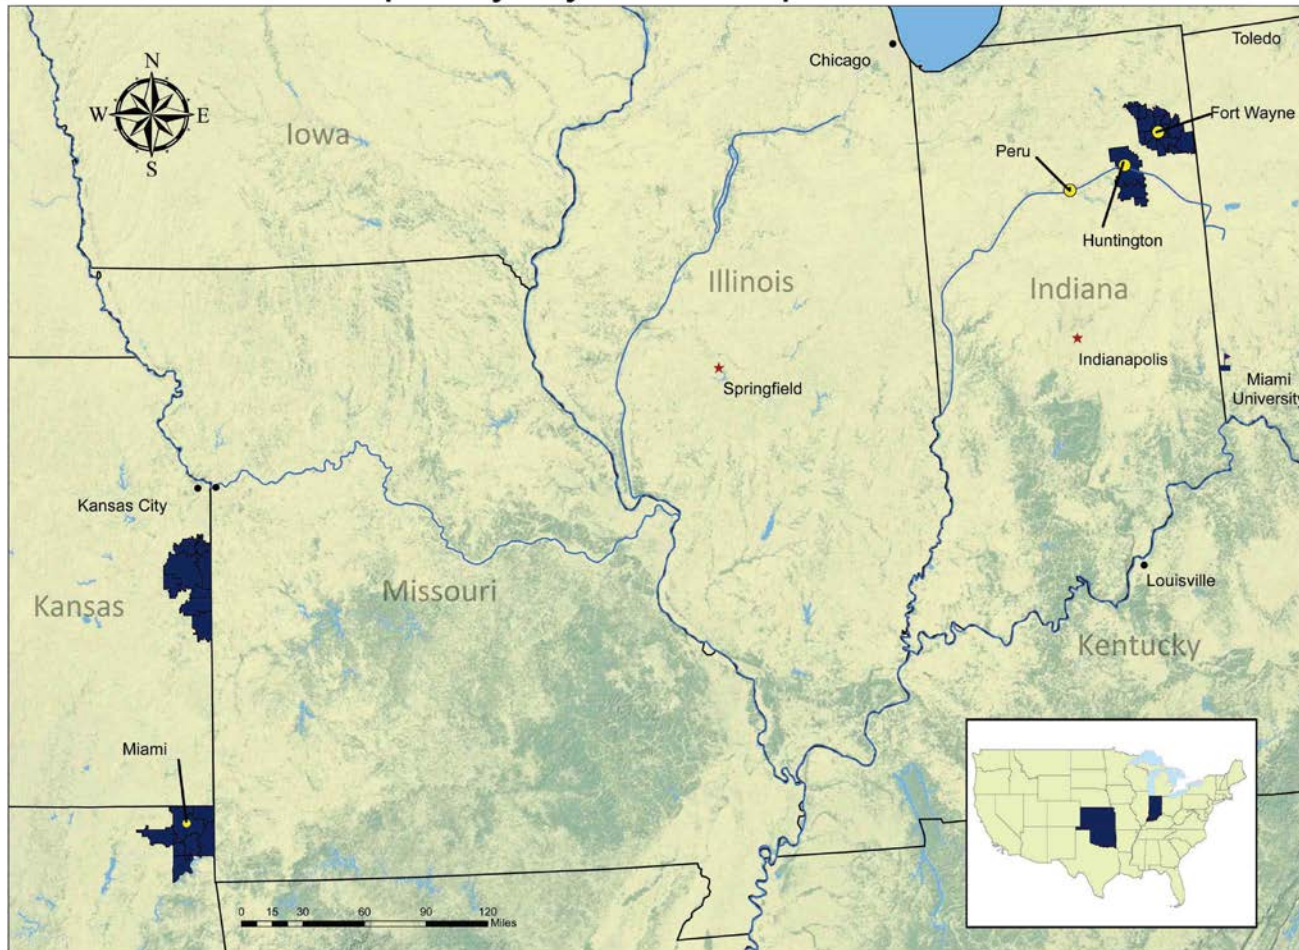 Chicago
Toledo
N
W
E
S
Iowa
Fort Wayne
Peru
Huntington
Illinois
Indiana
Indianapolis
Springfield
Miami
University
Kansas City
Kansas
Missouri
Louisville
Kentucky
Miami
0 15 30 60 90 120
Miles